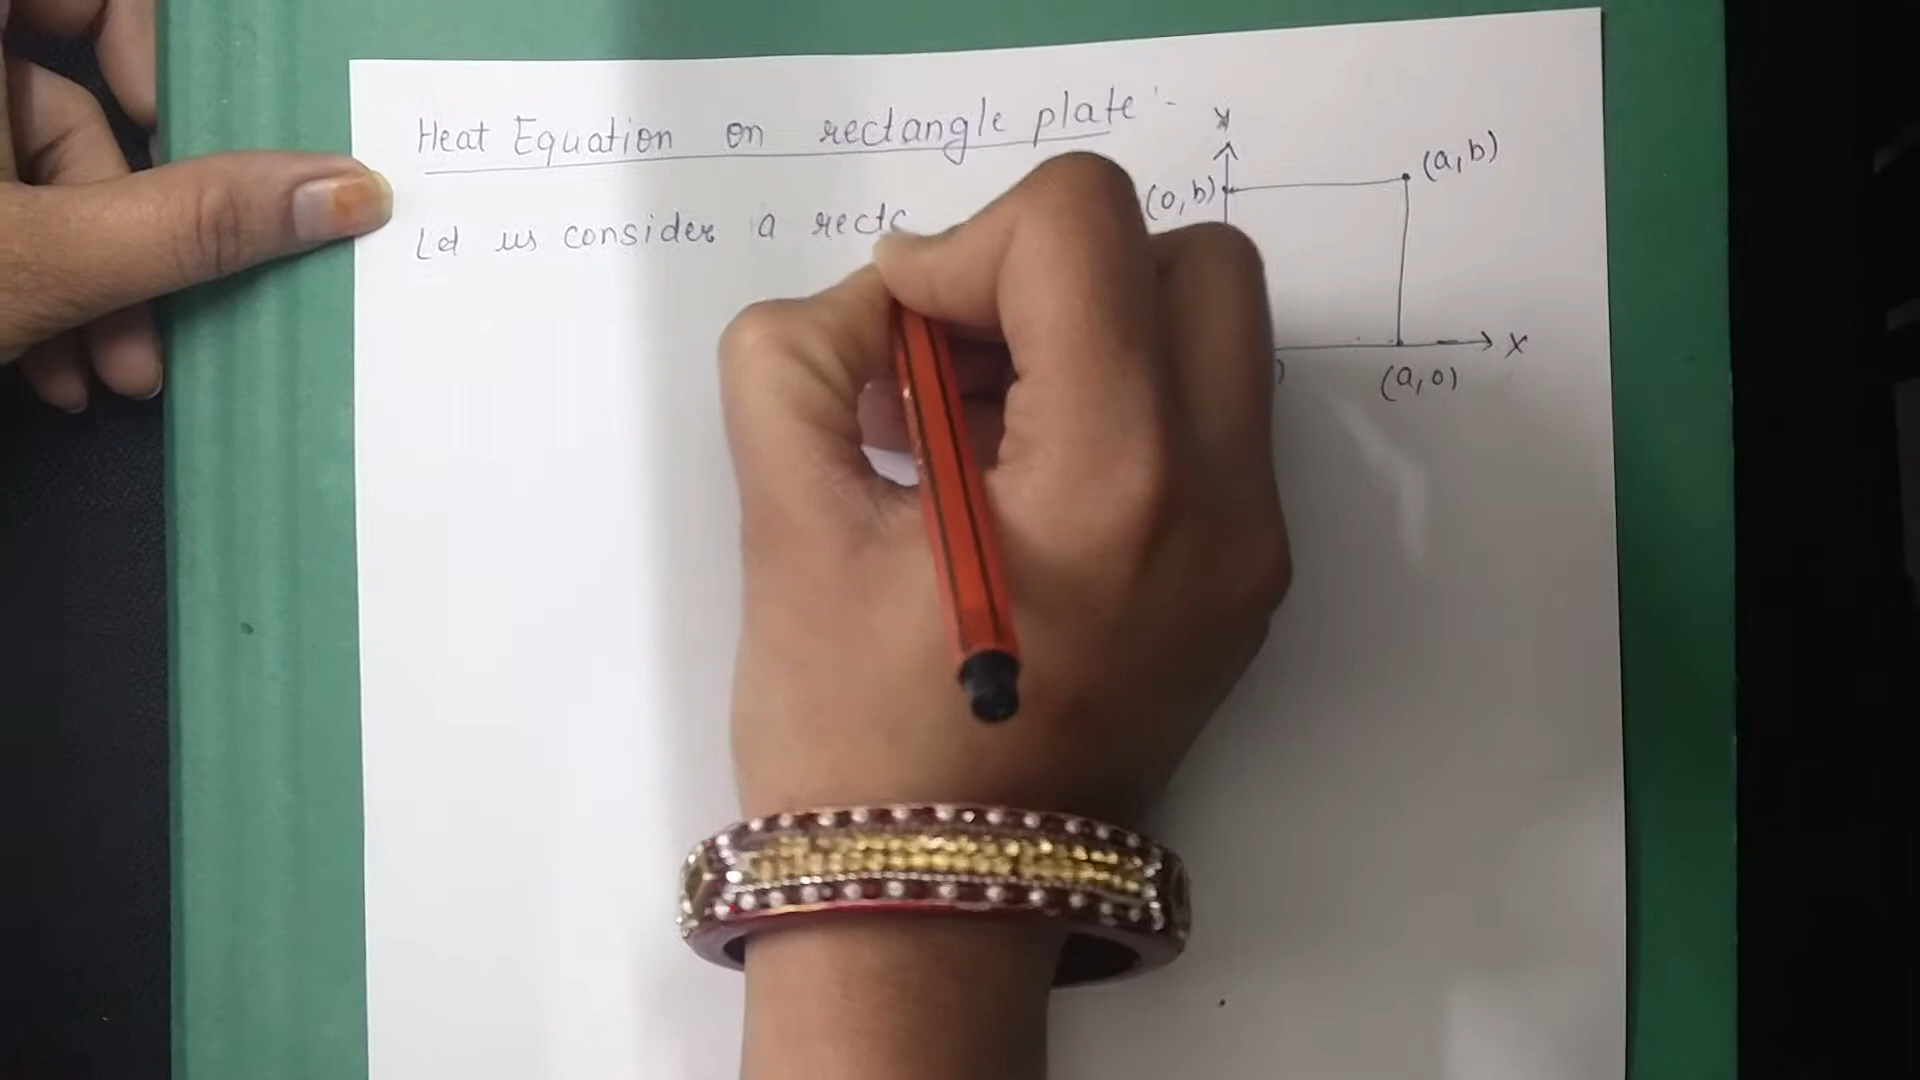 Heat Equation on rectangle plate :-
Y
(a,b)
(0,b)
Let us consider a rect
X
(a,0)